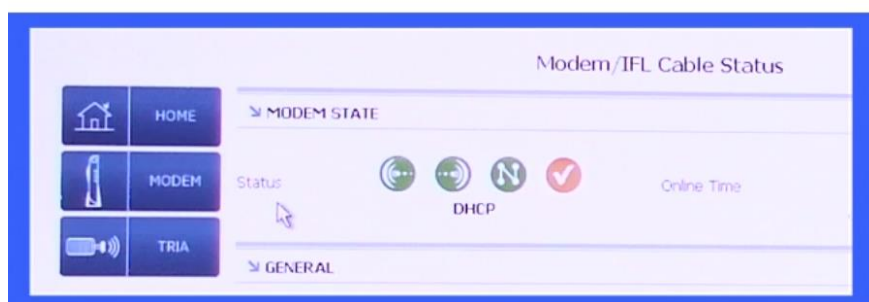 Modem/IFL Cable Status
HOME
MODEM STATE
MODEM
Status
N
Online Time
DHCP
TRIA
GENERAL